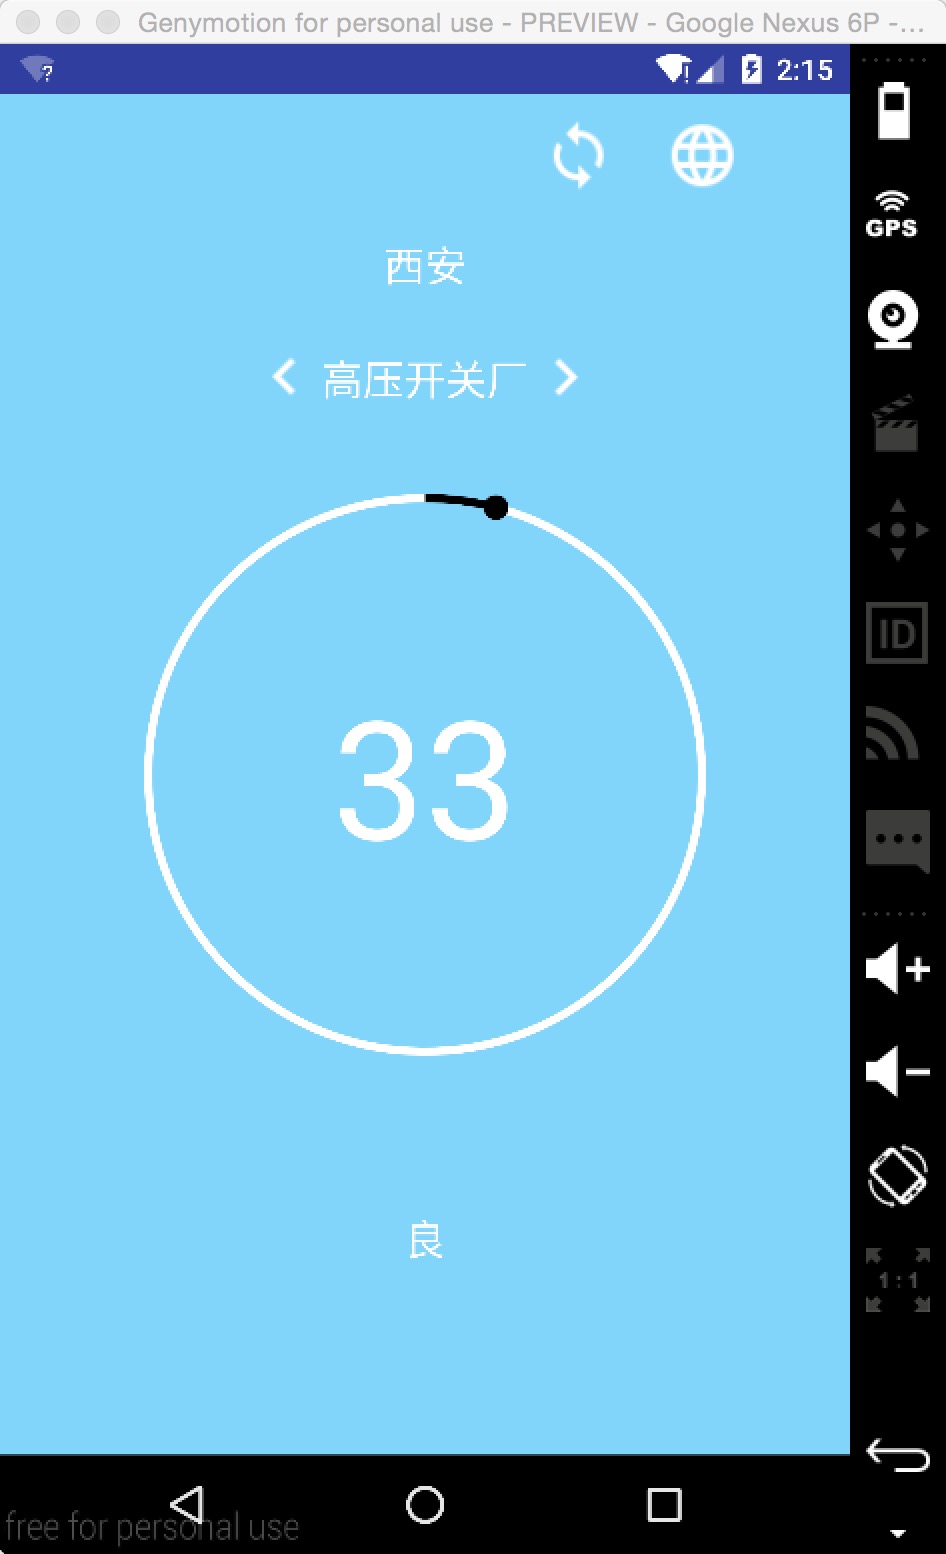 Genymotion for personal use - PREVIEW - Google Nexus 6P -...
2:15
GPS
西安
高压开关厂
ID
33
良
1:1
free for personal use